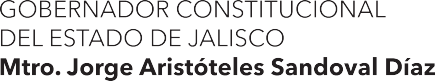 GOBERNADOR CONSTITUCIONAL
DEL ESTADO DE JALISCO
Mtro. Jorge Aristóteles Sandoval Díaz